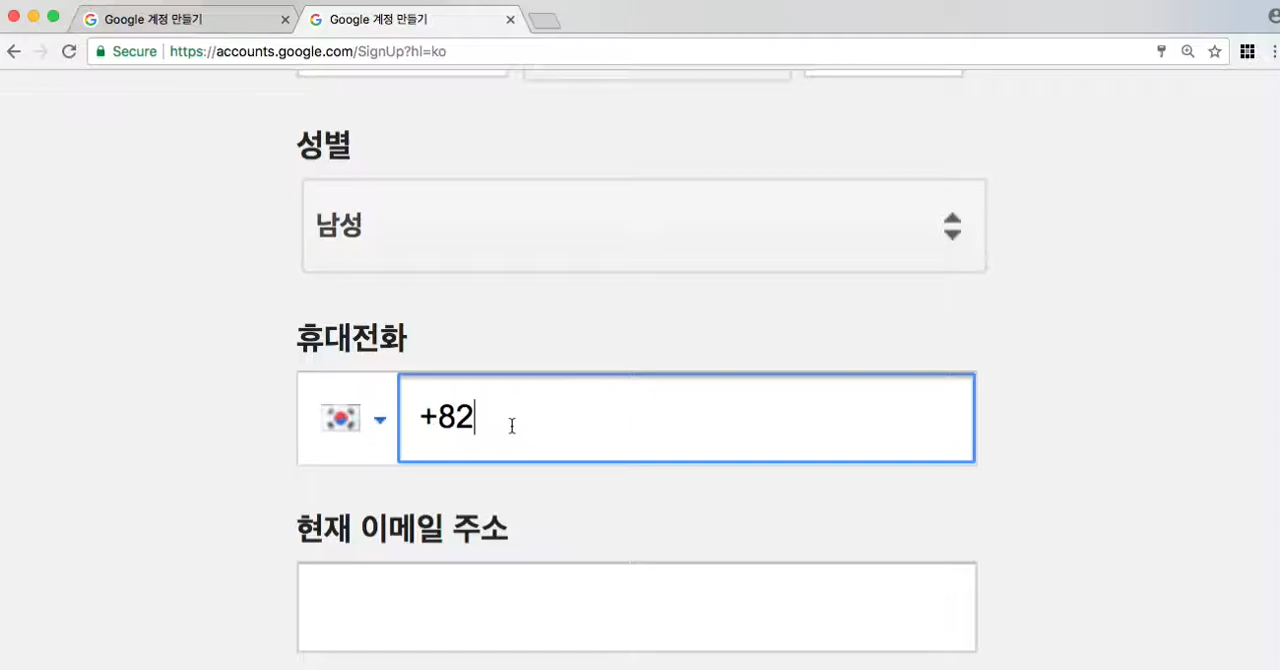 Google 계정 만들기
Google 계정 만들기
Secure https://accounts.google.com/SignUp?hl=ko
성별
남성
휴대전화
+82
현재 이메일 주소